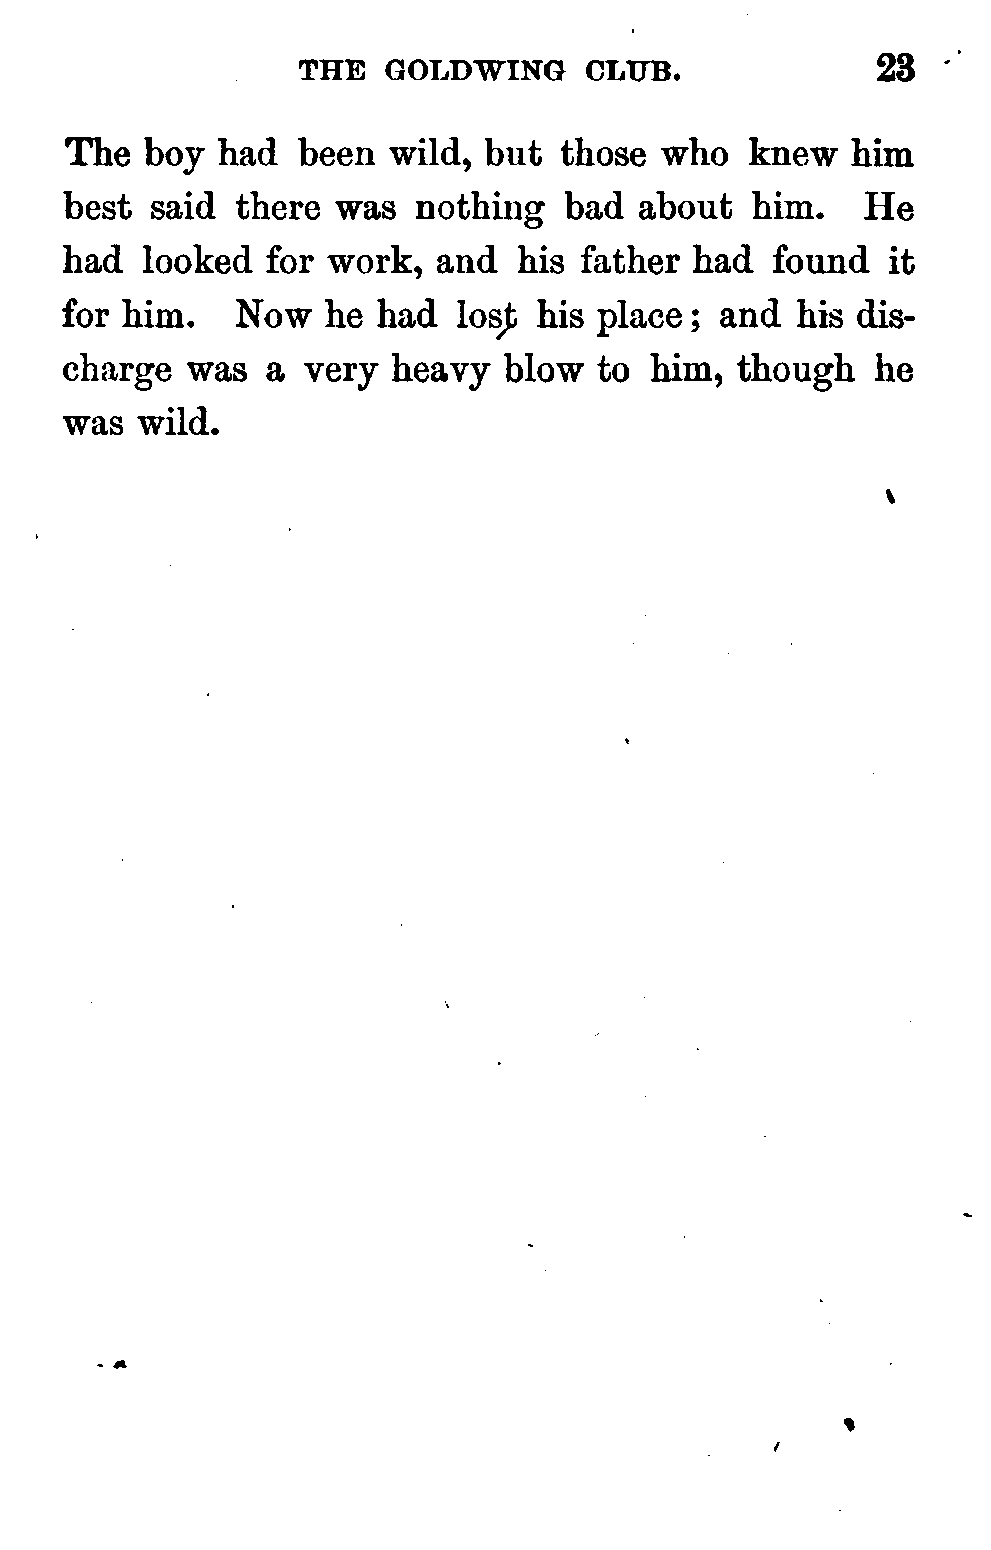 THE GOLDWING CLUB. 23
The boy had been wild, but those who knew him
best said there was nothing bad about him. He
had looked for work, and his father had found it
for him. Now he had lost his place; and his dis-
charge was a very heavy blow to him, though he
was wild.